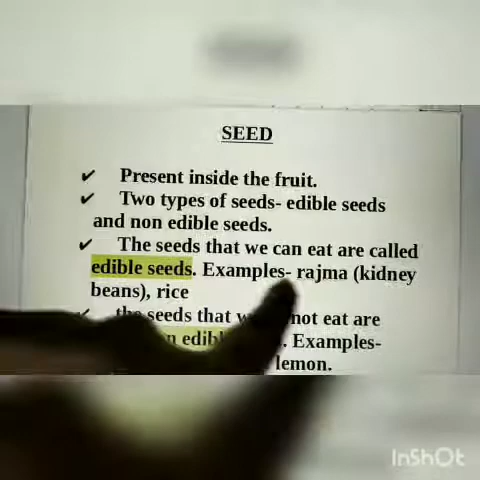 SEED
✔ Present inside the fruit.
✔ Two types of seeds- edible seeds
and non edible seeds.
✔ The seeds that we can eat are called
edible seeds. Examples- rajma (kidney
beans), rice
✔ the seeds that not eat are
Examples-
lemon.
InShOt